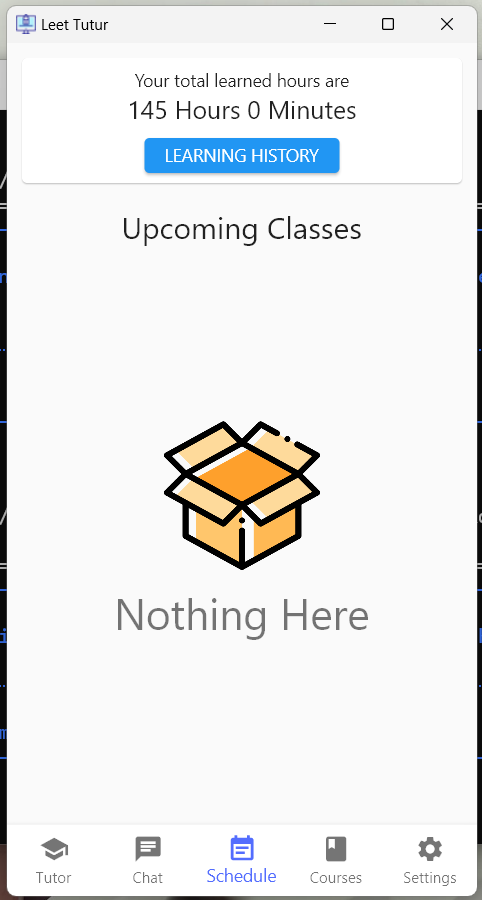 Leet Tutur
Your total learned hours are
145 Hours 0 Minutes
LEARNING HISTORY
Upcoming Classes
Nothing Here
Tutor
Chat
Schedule
Courses
Settings